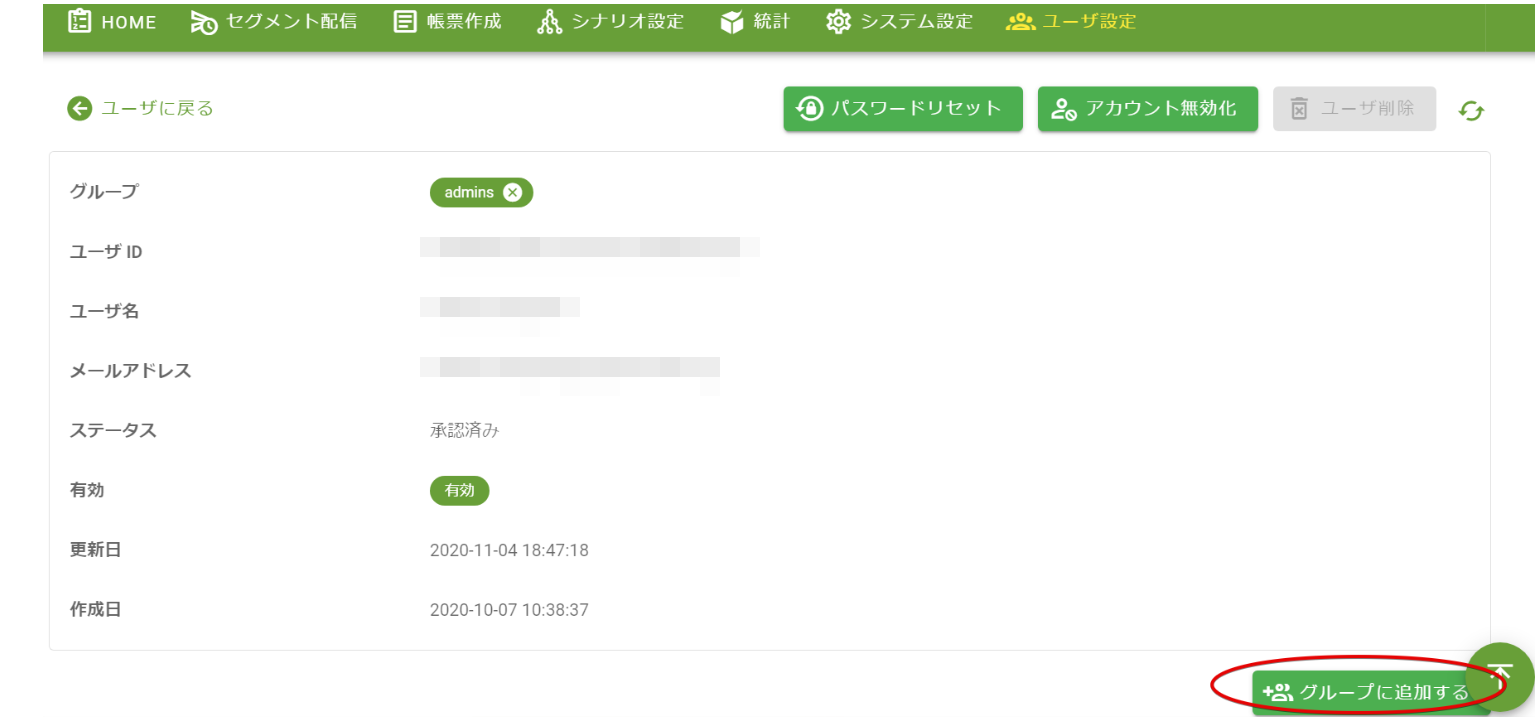 HOME セグメント配信 帳票作成 シナリオ設定 統計 システム設定 ユーザ設定
ユーザに戻る パスワードリセット アカウント無効化 ユーザ削除
グループ admins
ユーザ ID
ユーザ名
メールアドレス
ステータス 承認済み
有効 有効
更新日 2020-11-04 18:47:18
作成日 2020-10-07 10:38:37
グループに追加する